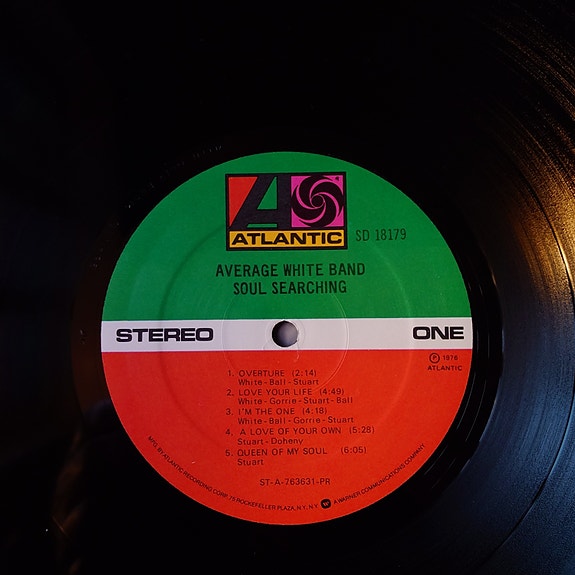 ATLANTIC
SD 18179
AVERAGE WHITE BAND
SOUL SEARCHING
STEREO
ONE
Ⓟ 1976
ATLANTIC
1. OVERTURE (2:14)
White-Ball-Stuart
2. LOVE YOUR LIFE (4:49)
White-Gorrie-Stuart-Ball
3. I'M THE ONE (4:18)
White-Ball-Gorrie-Stuart
4. A LOVE OF YOUR OWN (5:28)
Stuart-Doheny
5. QUEEN OF MY SOUL (6:05)
Stuart
ST-A-763631-PR
MFG. BY ATLANTIC RECORDING CORP. 75 ROCKEFELLER PLAZA, N.Y. N.Y. A WARNER COMMUNICATIONS COMPANY